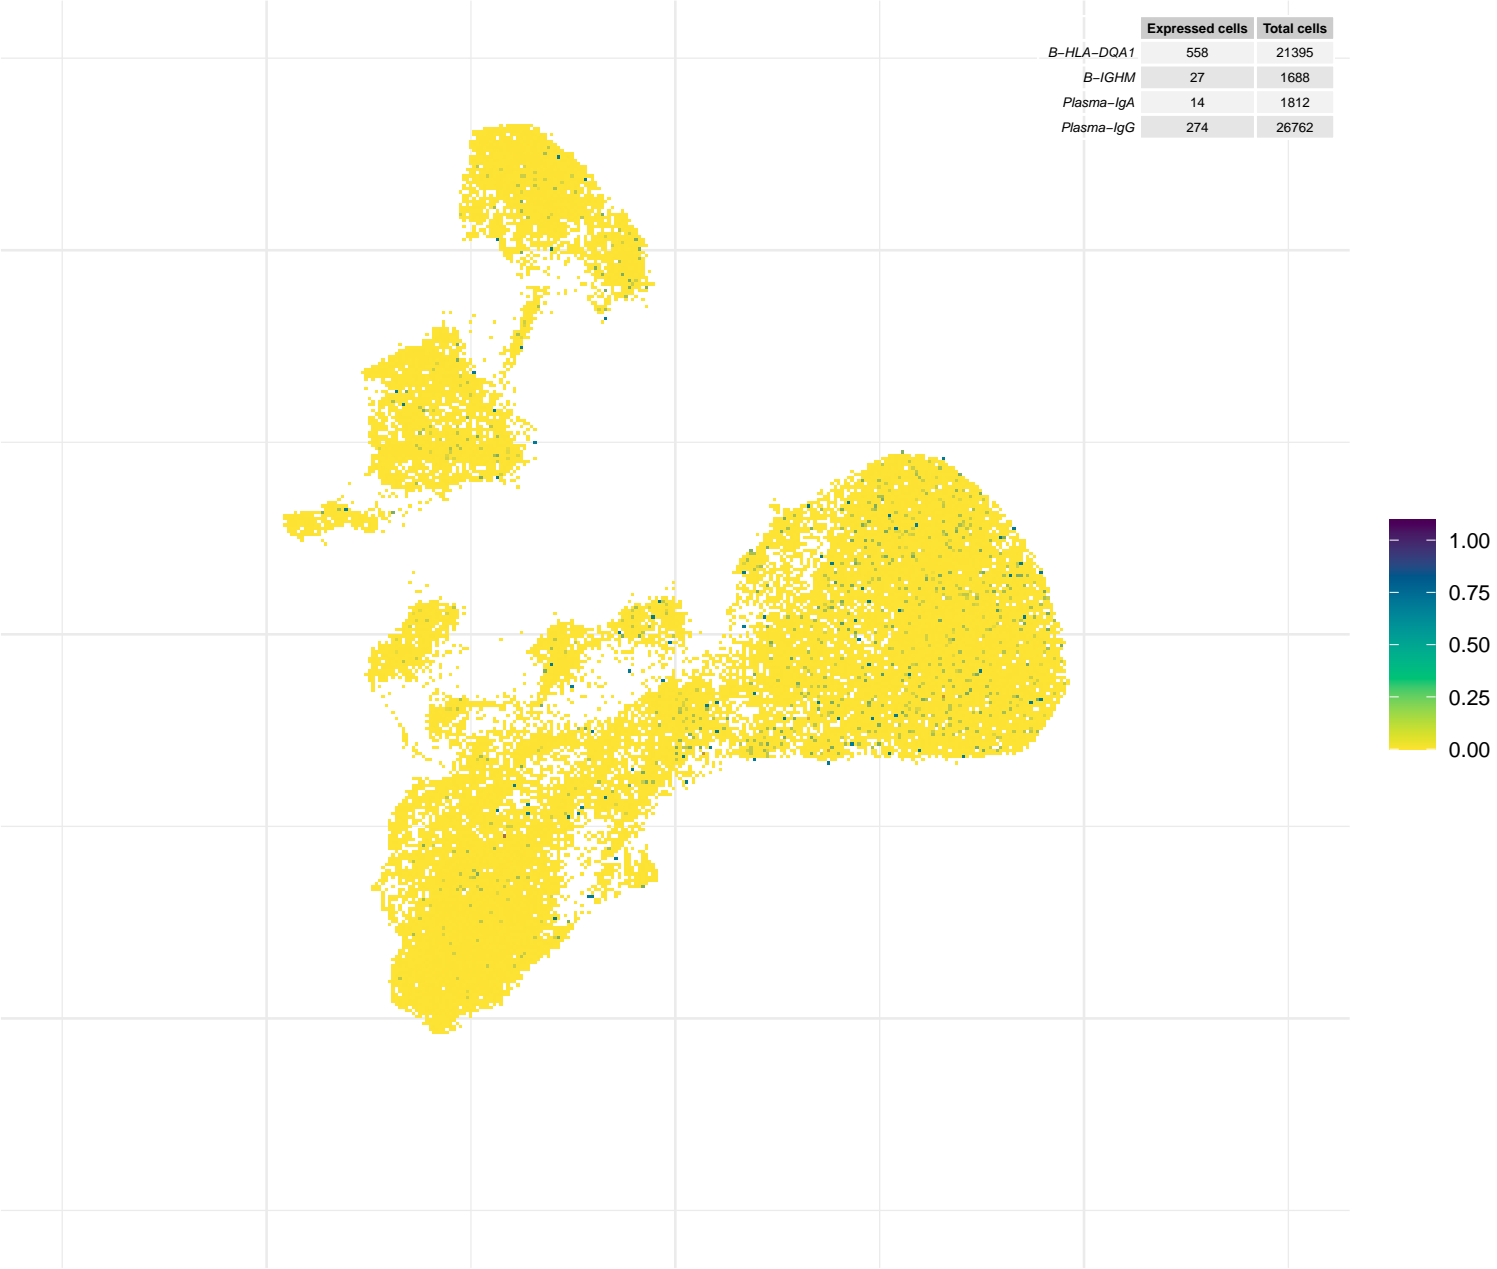 Expressed cells Total cells
B−HLA−DQA1 558 21395
B−IGHM 27 1688
Plasma−IgA 14 1812
Plasma−IgG 274 26762
1.00
0.75
0.50
0.25
0.00